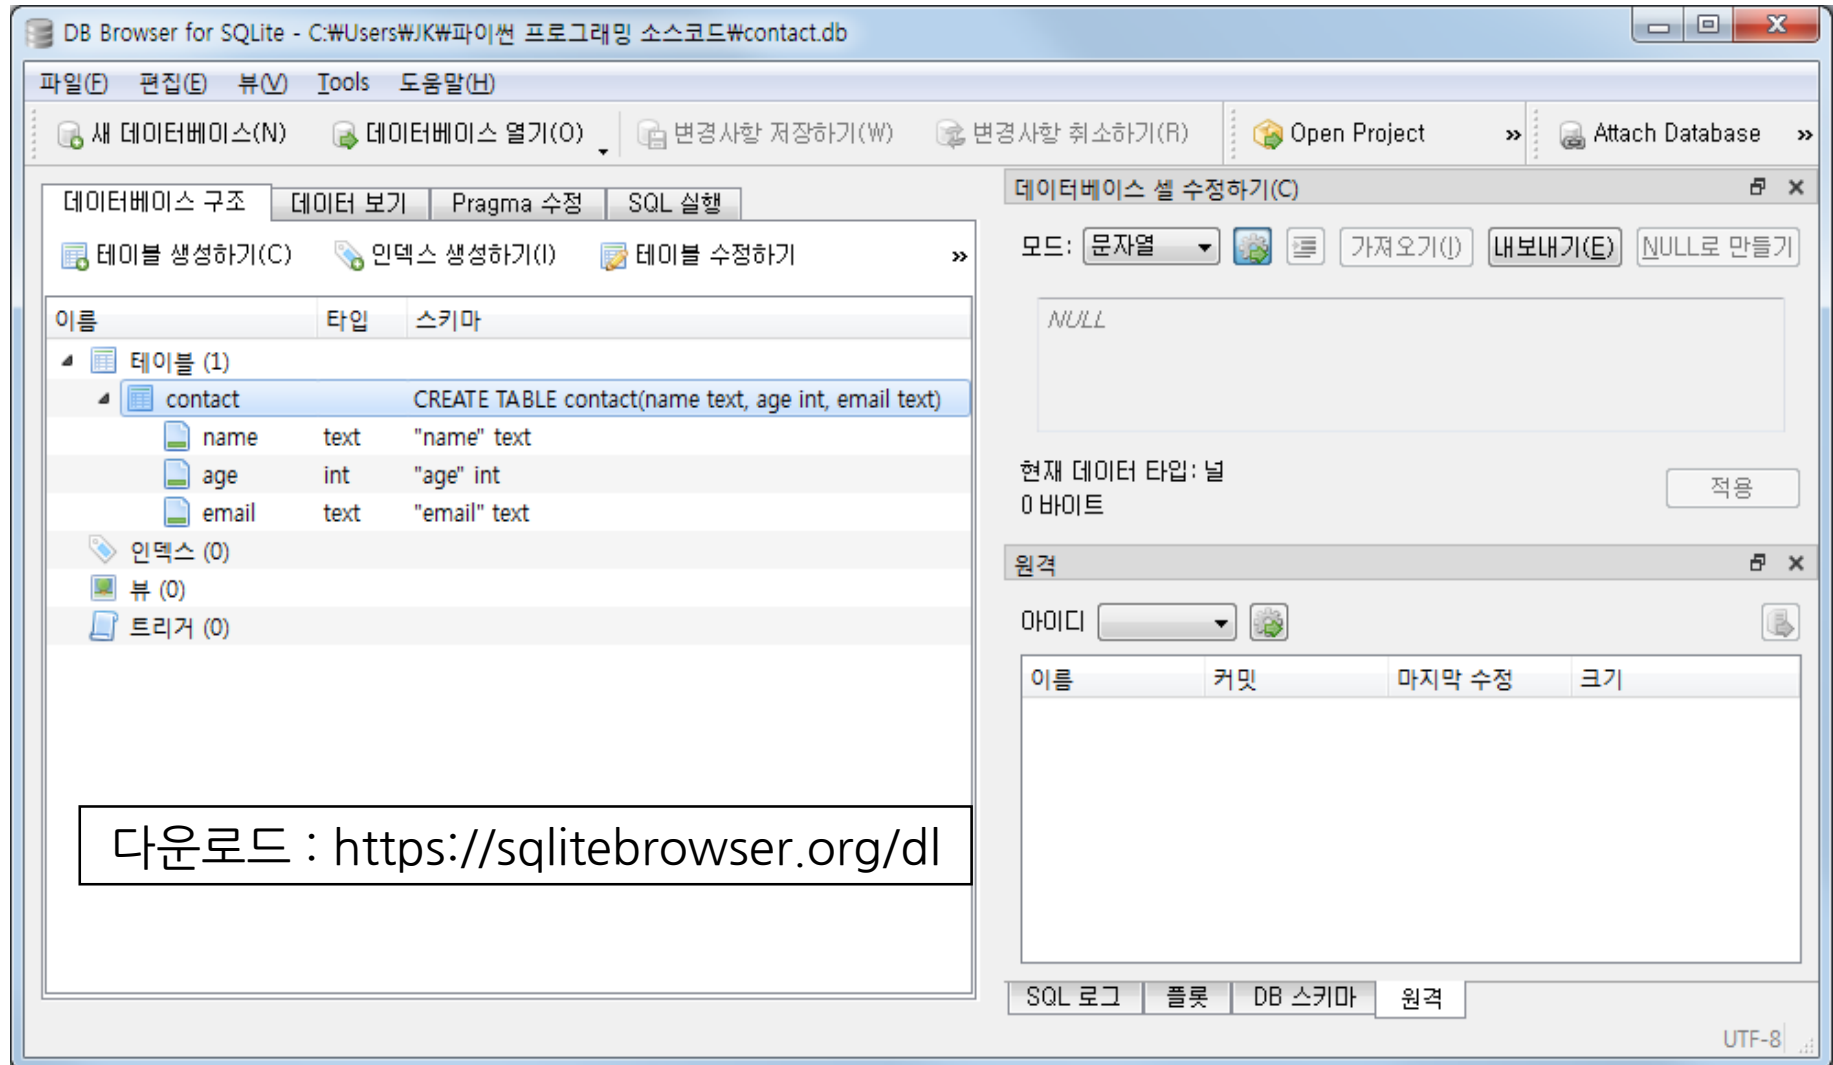 DB Browser for SQLite - C:₩Users₩JK₩파이썬 프로그래밍 소스코드₩contact.db
파일(F) 편집(E) 뷰(V) Tools 도움말(H)
새 데이터베이스(N) 데이터베이스 열기(O) 변경사항 저장하기(W) 변경사항 취소하기(R) Open Project » Attach Database »
데이터베이스 구조 데이터 보기 Pragma 수정 SQL 실행
테이블 생성하기(C) 인덱스 생성하기(I) 테이블 수정하기 »
이름 타입 스키마
테이블 (1)
contact CREATE TABLE contact(name text, age int, email text)
name text "name" text
age int "age" int
email text "email" text
인덱스 (0)
뷰 (0)
트리거 (0)
다운로드 : https://sqlitebrowser.org/dl
데이터베이스 셀 수정하기(C)
모드: 문자열 가져오기(I) 내보내기(E) NULL로 만들기
NULL
현재 데이터 타입: 널
0 바이트
적용
원격
아이디
이름 커밋 마지막 수정 크기
SQL 로그 플롯 DB 스키마 원격
UTF-8